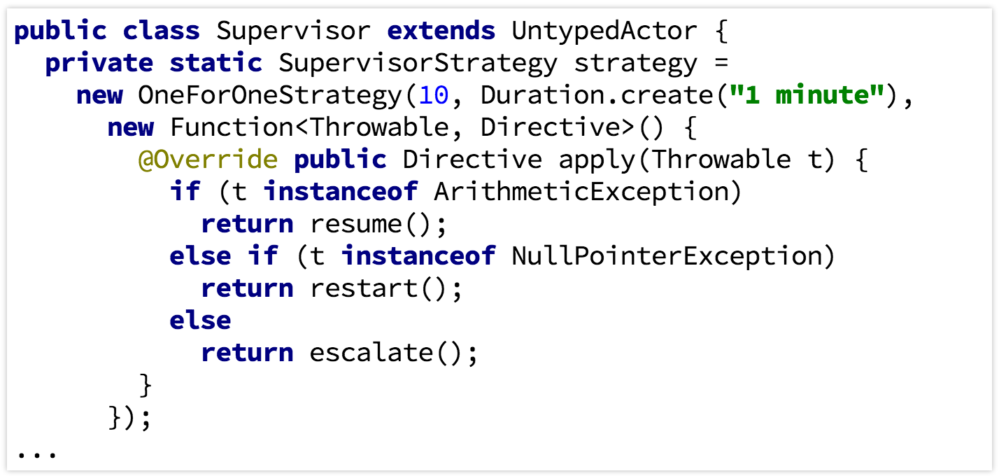 public class Supervisor extends UntypedActor {
  private static SupervisorStrategy strategy =
    new OneForOneStrategy(10, Duration.create("1 minute"),
      new Function<Throwable, Directive>() {
        @Override public Directive apply(Throwable t) {
          if (t instanceof ArithmeticException)
            return resume();
          else if (t instanceof NullPointerException)
            return restart();
          else
            return escalate();
        }
      });
...